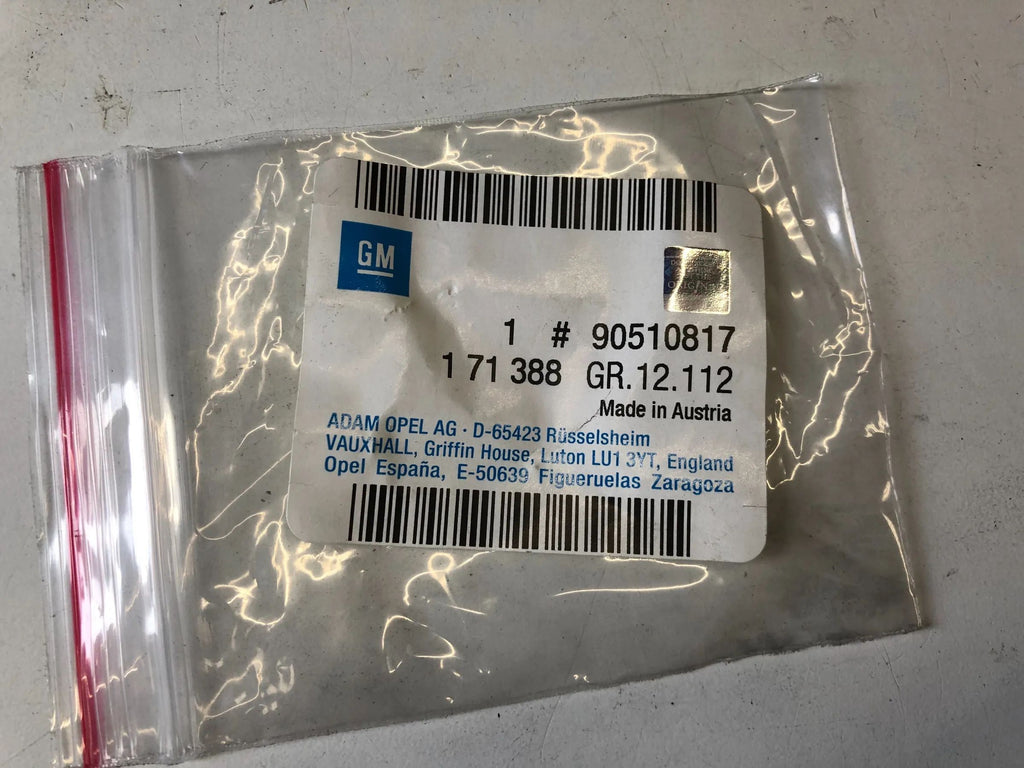 GM
1 # 90510817
1 71 388 GR.12.112
Made in Austria
ADAM OPEL AG · D-65423 Rüsselsheim
VAUXHALL, Griffin House, Luton LU1 3YT, England
Opel España, E-50639 Figueruelas Zaragoza